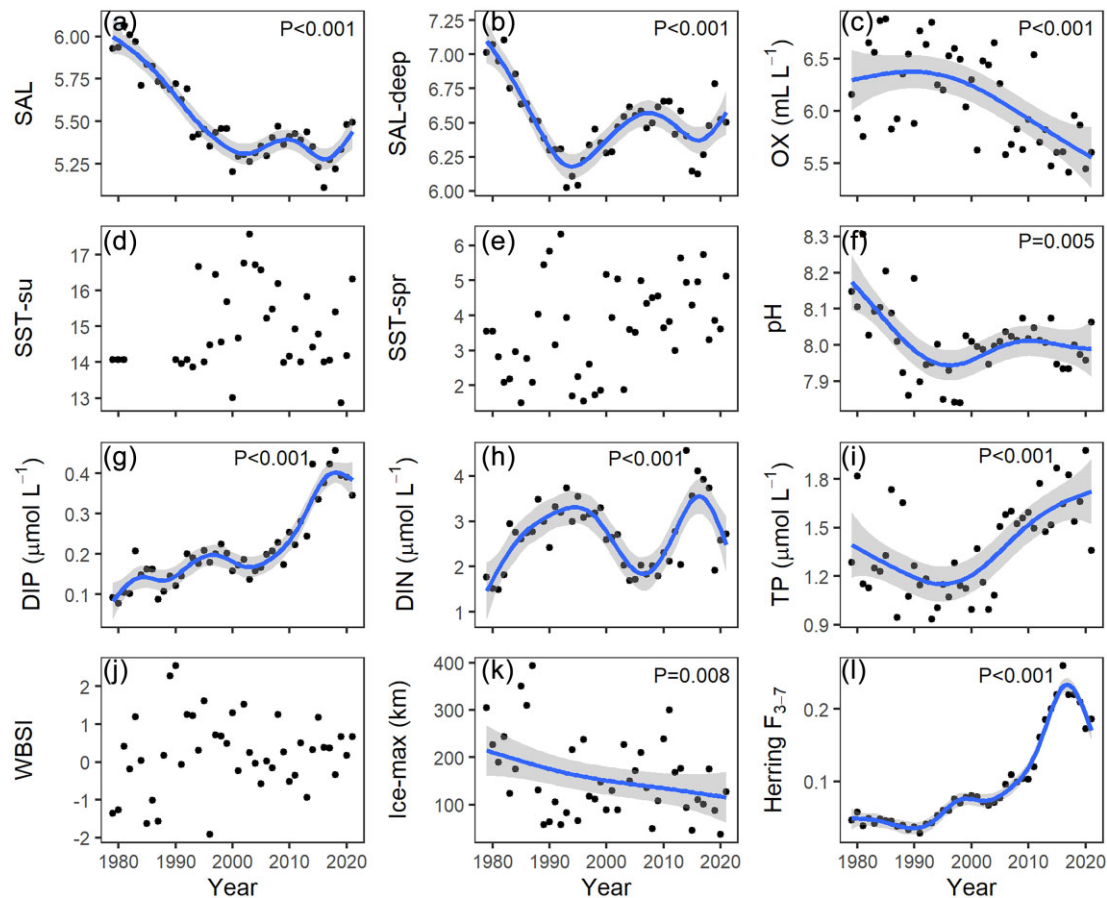 (a) P<0.001
SAL
6.00
5.75
5.50
5.25
(b) P<0.001
SAL-deep
7.25
7.00
6.75
6.50
6.25
6.00
(c) P<0.001
OX (mL L⁻¹)
6.5
6.0
5.5
(d)
SST-su
17
16
15
14
13
(e)
SST-spr
6
5
4
3
2
(f) P=0.005
pH
8.3
8.2
8.1
8.0
7.9
(g) P<0.001
DIP (μmol L⁻¹)
0.4
0.3
0.2
0.1
(h) P<0.001
DIN (μmol L⁻¹)
4
3
2
1
(i) P<0.001
TP (μmol L⁻¹)
1.8
1.5
1.2
0.9
(j)
WBSI
2
1
0
-1
-2
(k) P=0.008
Ice-max (km)
400
300
200
100
(l) P<0.001
Herring F₃₋₇
0.2
0.1
1980 1990 2000 2010 2020
Year
1980 1990 2000 2010 2020
Year
1980 1990 2000 2010 2020
Year